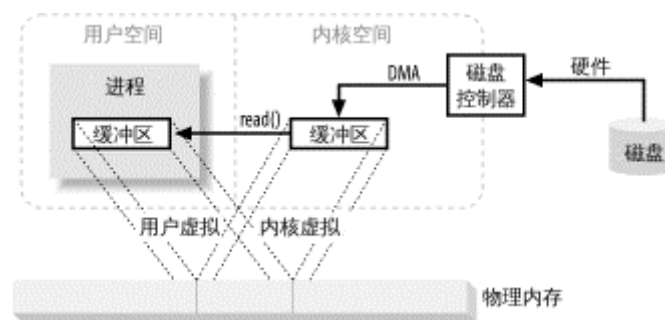 用户空间
内核空间
进程
DMA
磁盘
控制器
硬件
缓冲区
read()
缓冲区
磁盘
用户虚拟
内核虚拟
物理内存